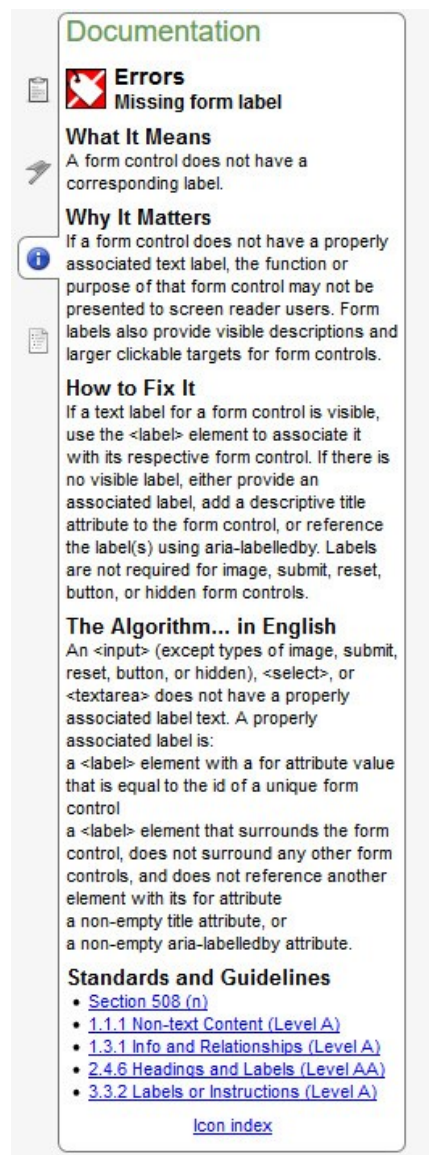 Documentation
Errors
Missing form label
What It Means
A form control does not have a
corresponding label.
Why It Matters
If a form control does not have a properly
associated text label, the function or
purpose of that form control may not be
presented to screen reader users. Form
labels also provide visible descriptions and
larger clickable targets for form controls.
How to Fix It
If a text label for a form control is visible,
use the <label> element to associate it
with its respective form control. If there is
no visible label, either provide an
associated label, add a descriptive title
attribute to the form control, or reference
the label(s) using aria-labelledby. Labels
are not required for image, submit, reset,
button, or hidden form controls.
The Algorithm... in English
An <input> (except types of image, submit,
reset, button, or hidden), <select>, or
<textarea> does not have a properly
associated label text. A properly
associated label is:
a <label> element with a for attribute value
that is equal to the id of a unique form
control
a <label> element that surrounds the form
control, does not surround any other form
controls, and does not reference another
element with its for attribute
a non-empty title attribute, or
a non-empty aria-labelledby attribute.
Standards and Guidelines
• Section 508 (n)
• 1.1.1 Non-text Content (Level A)
• 1.3.1 Info and Relationships (Level A)
• 2.4.6 Headings and Labels (Level AA)
• 3.3.2 Labels or Instructions (Level A)
Icon index